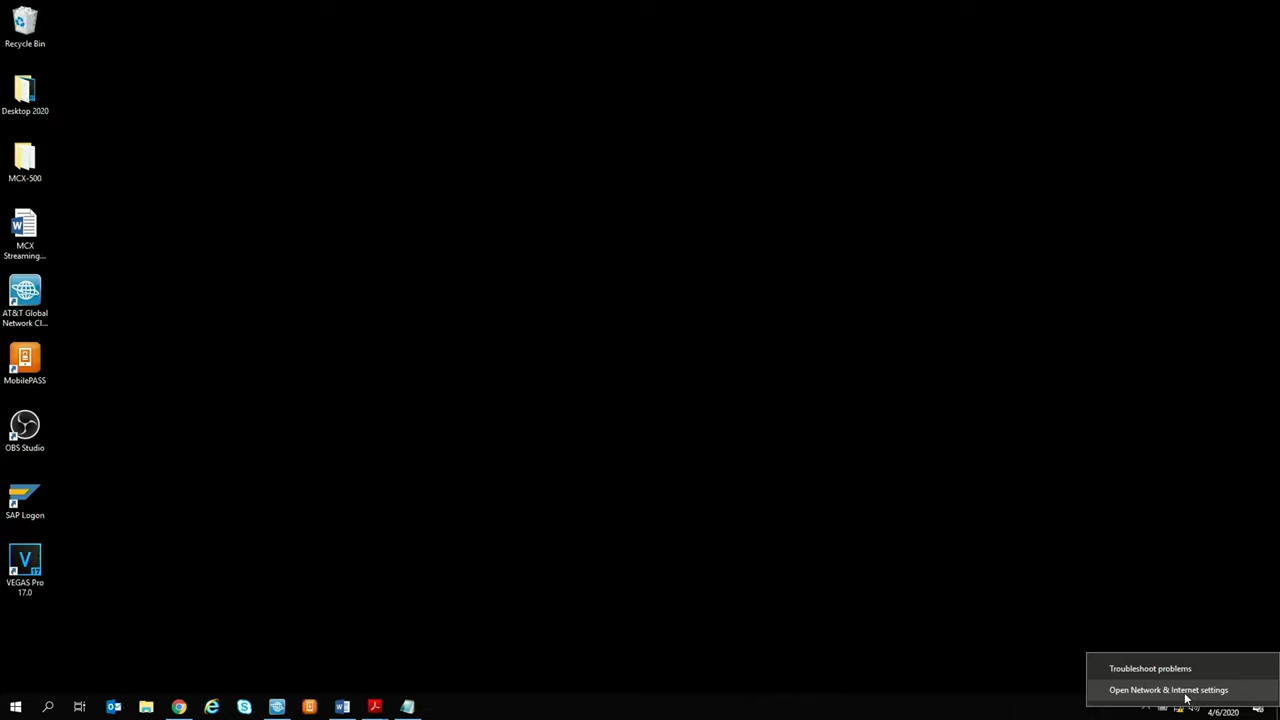 Recycle Bin
Desktop 2020
MCX-500
MCX
Streaming...
AT&T Global
Network Cl...
MobilePASS
OBS Studio
SAP Logon
VEGAS Pro
17.0
Troubleshoot problems
Open Network & Internet settings
4/6/2020